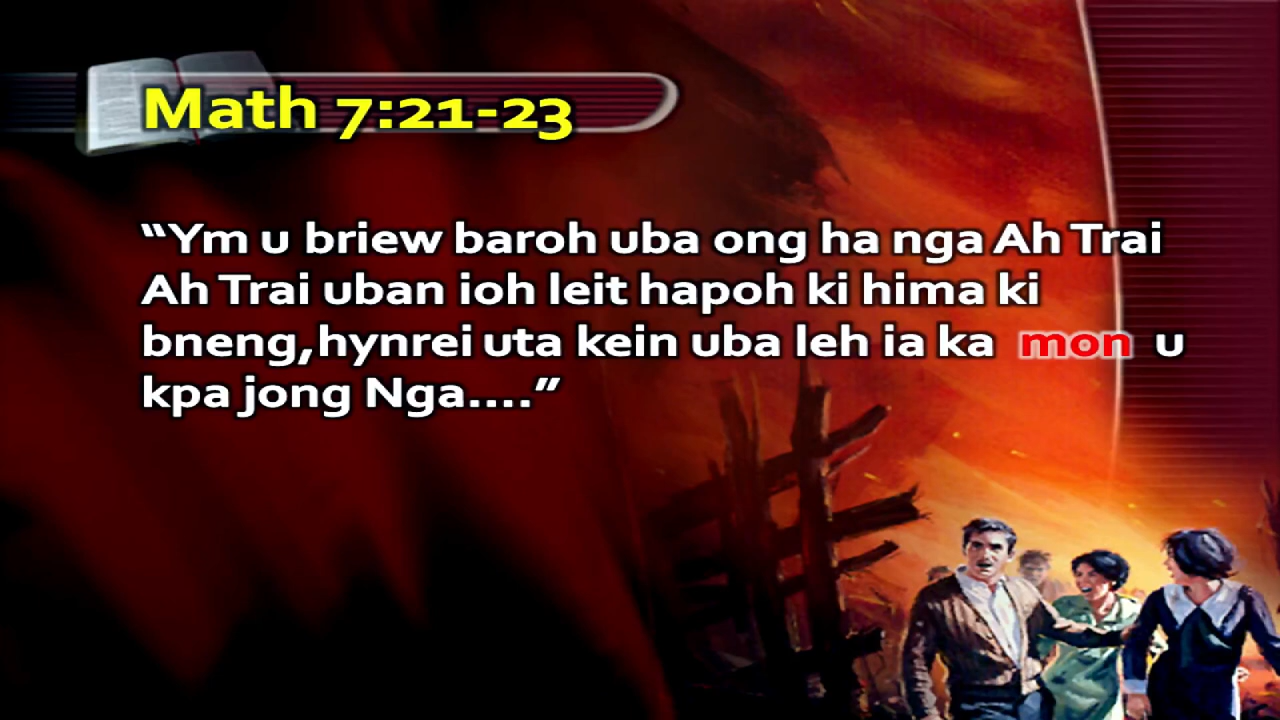 Math 7:21-23
“Ym u briew baroh uba ong ha nga Ah Trai
Ah Trai uban ioh leit hapoh ki hima ki
bneng,hynrei uta kein uba leh ia ka mon u
kpa jong Nga....”